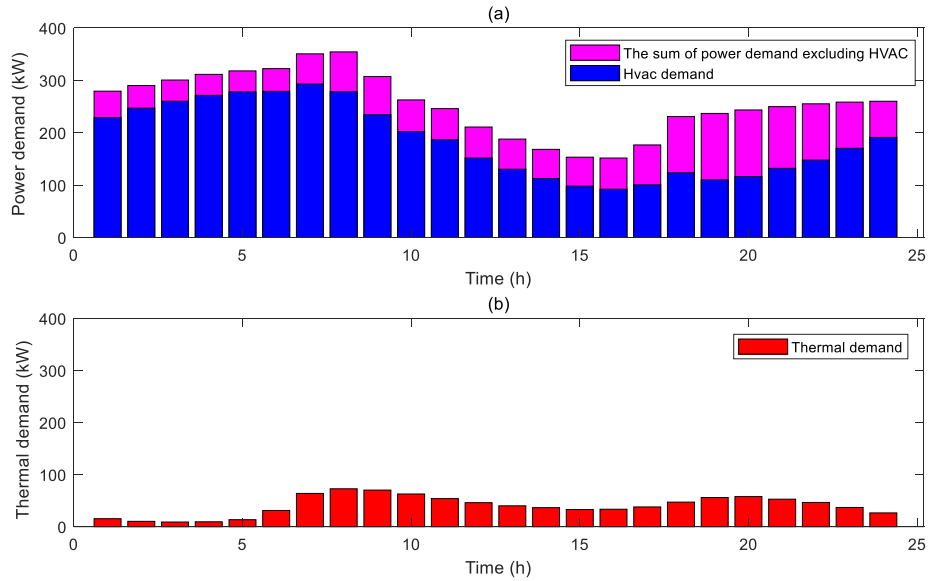 (a)
400
300
200
100
0
Power demand (kW)
The sum of power demand excluding HVAC
Hvac demand
0 5 10 15 20 25
Time (h)
(b)
400
300
200
100
0
Thermal demand (kW)
Thermal demand
0 5 10 15 20 25
Time (h)